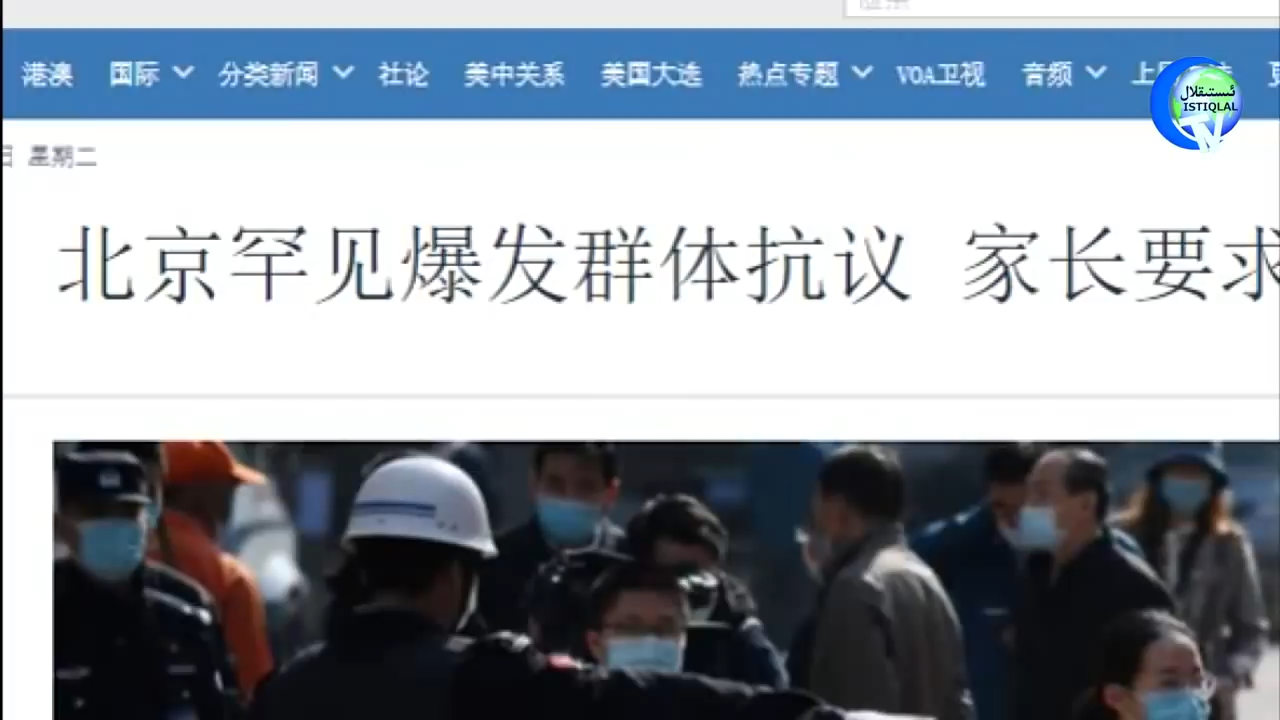 港澳 国际 分类新闻 社论 美中关系 美国大选 热点专题 VOA卫视 音频
ئىستىقلال
ISTIQLAL
TV
日 星期二
北京罕见爆发群体抗议 家长要求